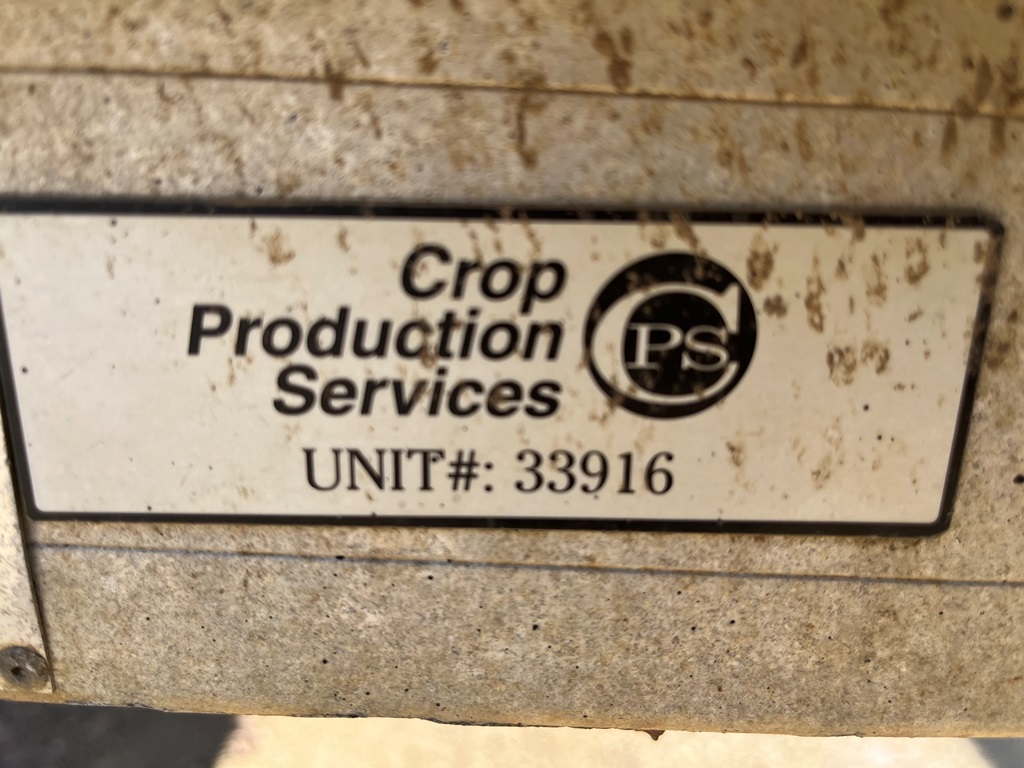 Crop
Production
Services
CPS
UNIT#: 33916